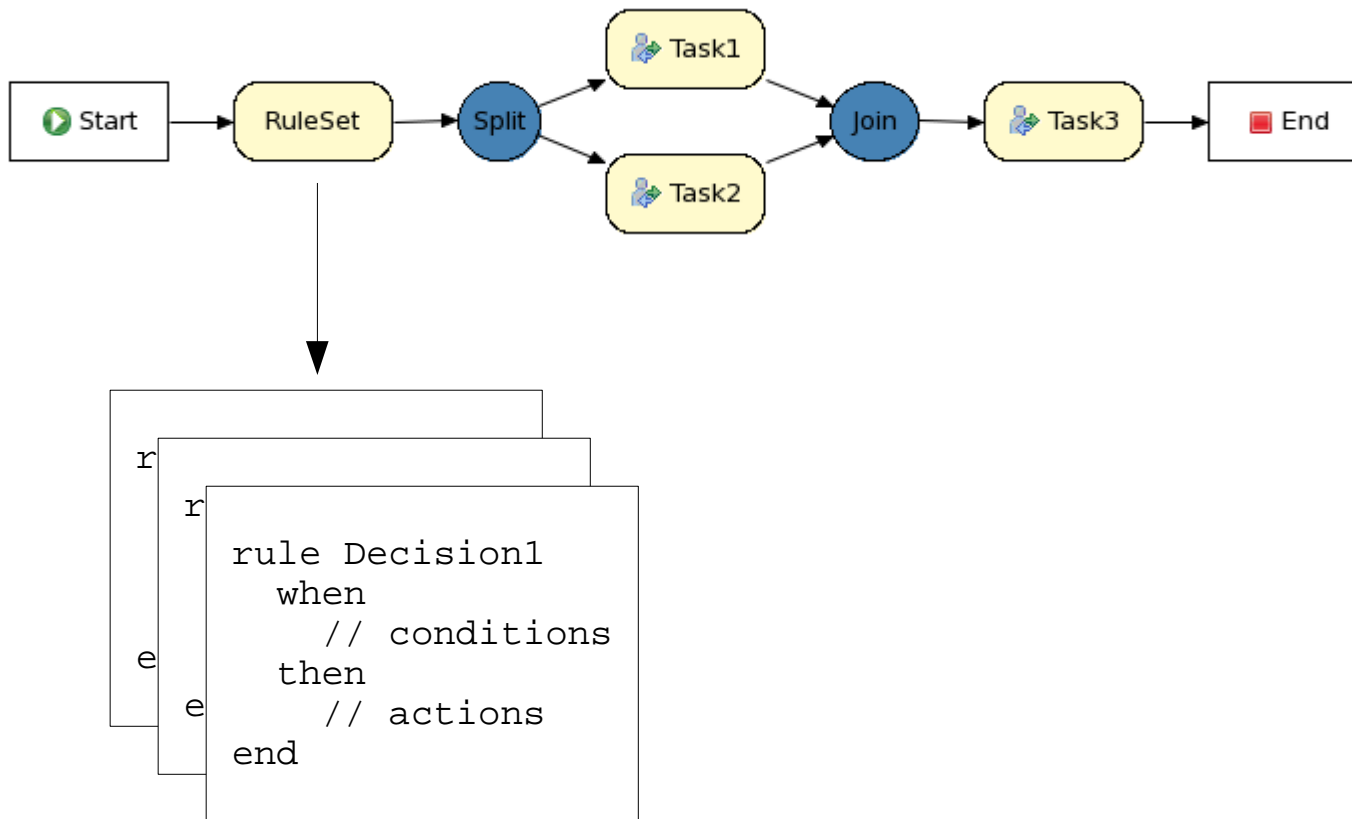 Task1
Start
RuleSet
Split
Join
Task3
End
Task2
r
r
rule Decision1
when
// conditions
e
then
e
// actions
end